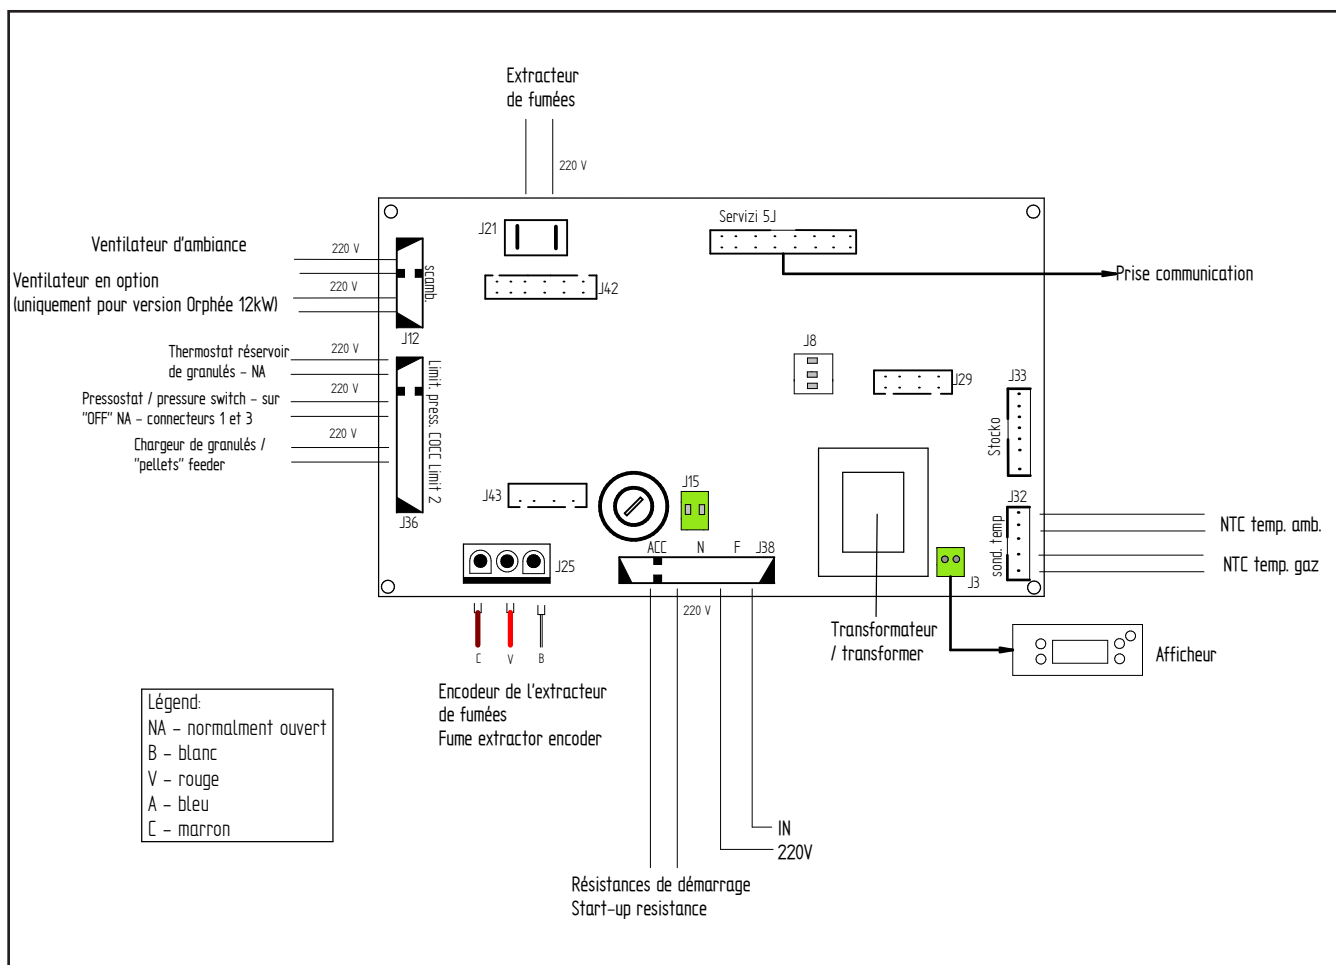 Extracteur
de fumées
220 V
J21
Servizi 5J
Ventilateur d'ambiance
220 V
Ventilateur en option
(uniquement pour version Orphée 12kW)
220 V
scamb.
J12
J42
Prise communication
Thermostat réservoir
de granulés - NA
220 V
Pressostat / pressure switch - sur
"OFF" NA - connecteurs 1 et 3
220 V
Chargeur de granulés /
"pellets" feeder
220 V
Limit. press. COCC Limit 2
J36
J8
J29
J33
Stocko
J43
J15
J32
sond. temp
NTC temp. amb.
NTC temp. gaz
J25
ACC N F J38
J3
220 V
C V B
Transformateur
/ transformer
Afficheur
Encodeur de l'extracteur
de fumées
Fume extractor encoder
Légend:
NA - normalment ouvert
B - blanc
V - rouge
A - bleu
C - marron
IN
220V
Résistances de démarrage
Start-up resistance